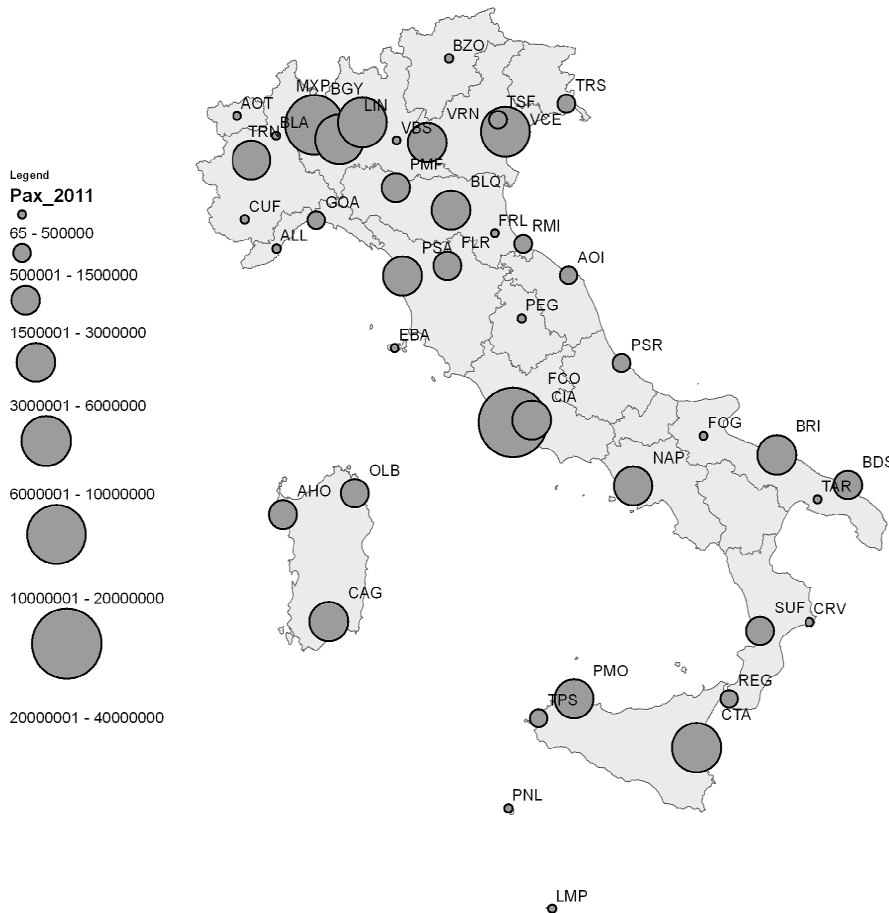 BZO
TRS
MXP
BGY
LIN
AOT
TRN
BLA
VBS
VRN
TSF
VCE
Legend
Pax_2011
65 - 500000
500001 - 1500000
1500001 - 3000000
3000001 - 6000000
6000001 - 10000000
10000001 - 20000000
20000001 - 40000000
PMF
BLQ
CUF
GOA
ALL
FRL
RMI
PSA
FLR
AOI
PEG
EBA
PSR
FCO
CIA
FOG
BRI
NAP
BDS
TAR
OLB
AHO
CAG
SUF
CRV
PMO
REG
TPS
CTA
PNL
LMP